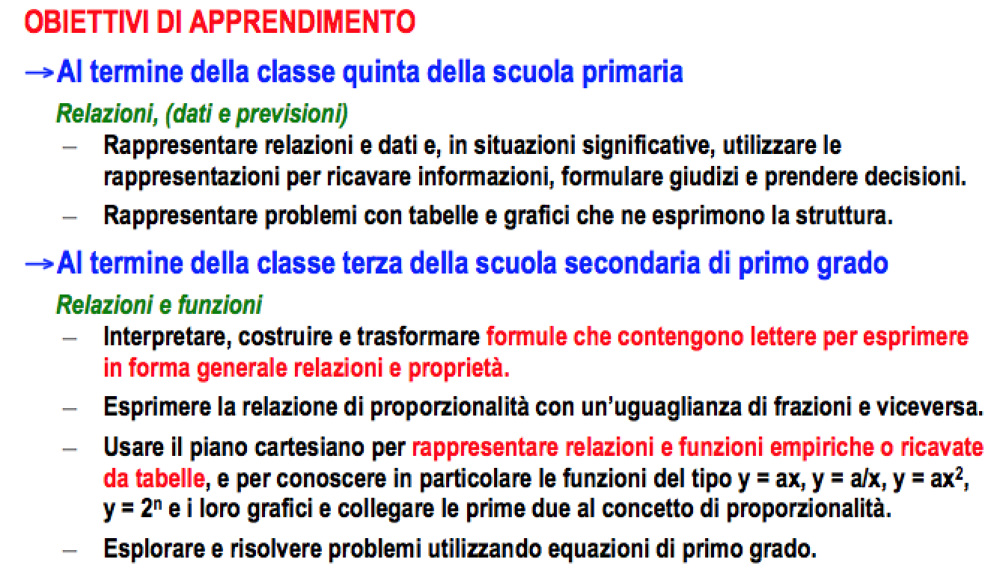 OBIETTIVI DI APPRENDIMENTO
→Al termine della classe quinta della scuola primaria
Relazioni, (dati e previsioni)
– Rappresentare relazioni e dati e, in situazioni significative, utilizzare le
rappresentazioni per ricavare informazioni, formulare giudizi e prendere decisioni.
– Rappresentare problemi con tabelle e grafici che ne esprimono la struttura.
→Al termine della classe terza della scuola secondaria di primo grado
Relazioni e funzioni
– Interpretare, costruire e trasformare formule che contengono lettere per esprimere
in forma generale relazioni e proprietà.
– Esprimere la relazione di proporzionalità con un’uguaglianza di frazioni e viceversa.
– Usare il piano cartesiano per rappresentare relazioni e funzioni empiriche o ricavate
da tabelle, e per conoscere in particolare le funzioni del tipo y = ax, y = a/x, y = ax²,
y = 2ⁿ e i loro grafici e collegare le prime due al concetto di proporzionalità.
– Esplorare e risolvere problemi utilizzando equazioni di primo grado.